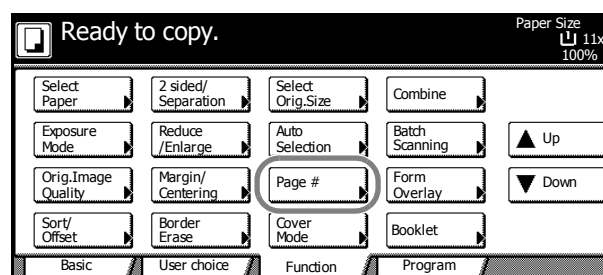 Ready to copy.
Paper Size
11x
100%
Select
Paper
2 sided/
Separation
Select
Orig.Size
Combine
Exposure
Mode
Reduce
/Enlarge
Auto
Selection
Batch
Scanning
Up
Orig.Image
Quality
Margin/
Centering
Page #
Form
Overlay
Down
Sort/
Offset
Border
Erase
Cover
Mode
Booklet
Basic
User choice
Function
Program